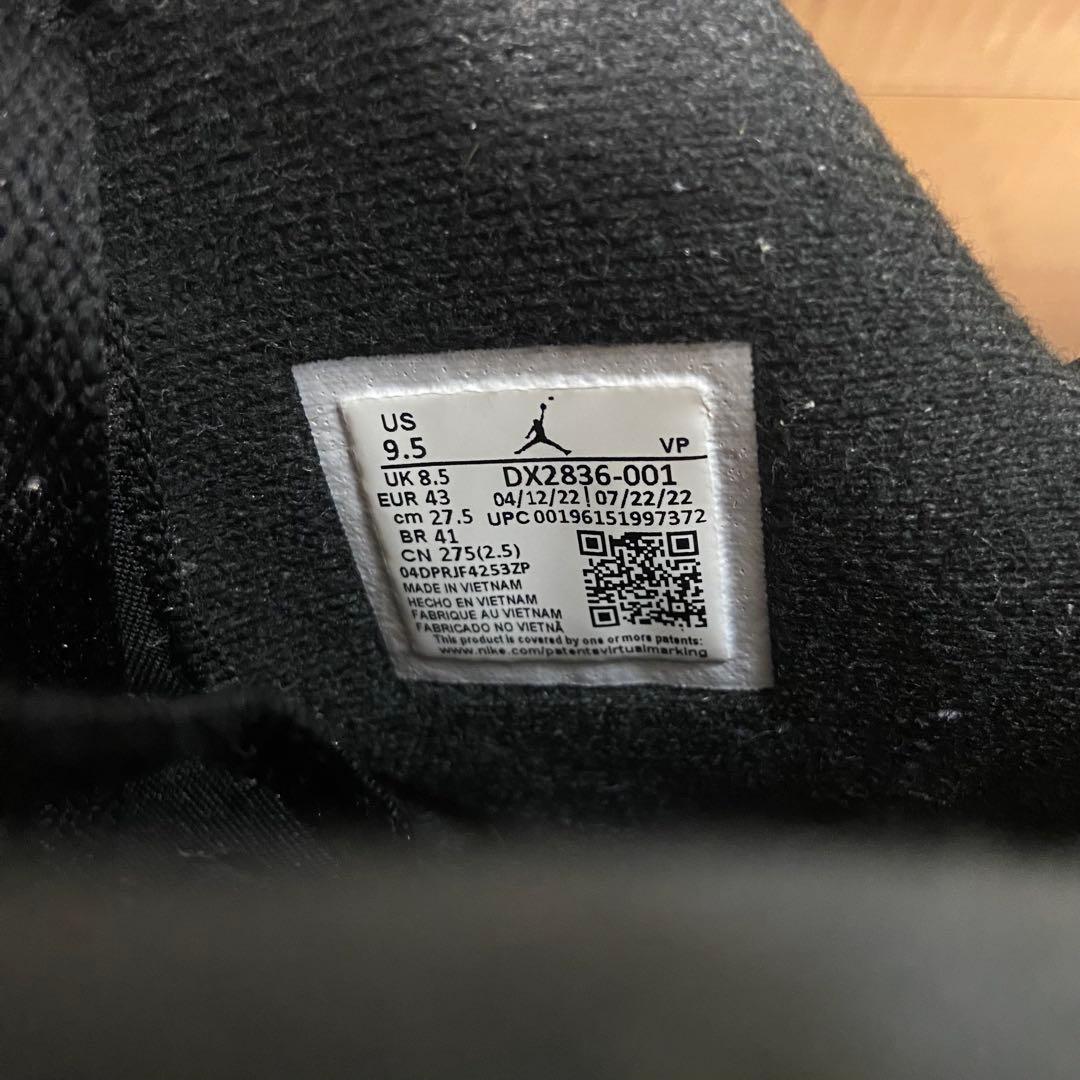 US
9.5
VP
UK 8.5
DX2836-001
EUR 43
04/12/22|07/22/22
cm 27.5
UPC 00196151997372
BR 41
CN 275(2.5)
04DPRJF4253ZP
MADE IN VIETNAM
HECHO EN VIETNAM
FABRIQUE AU VIETNAM
FABRICADO NO VIETNÃ
This product is covered by one or more patents:
www.nike.com/patentsvirtualmarking